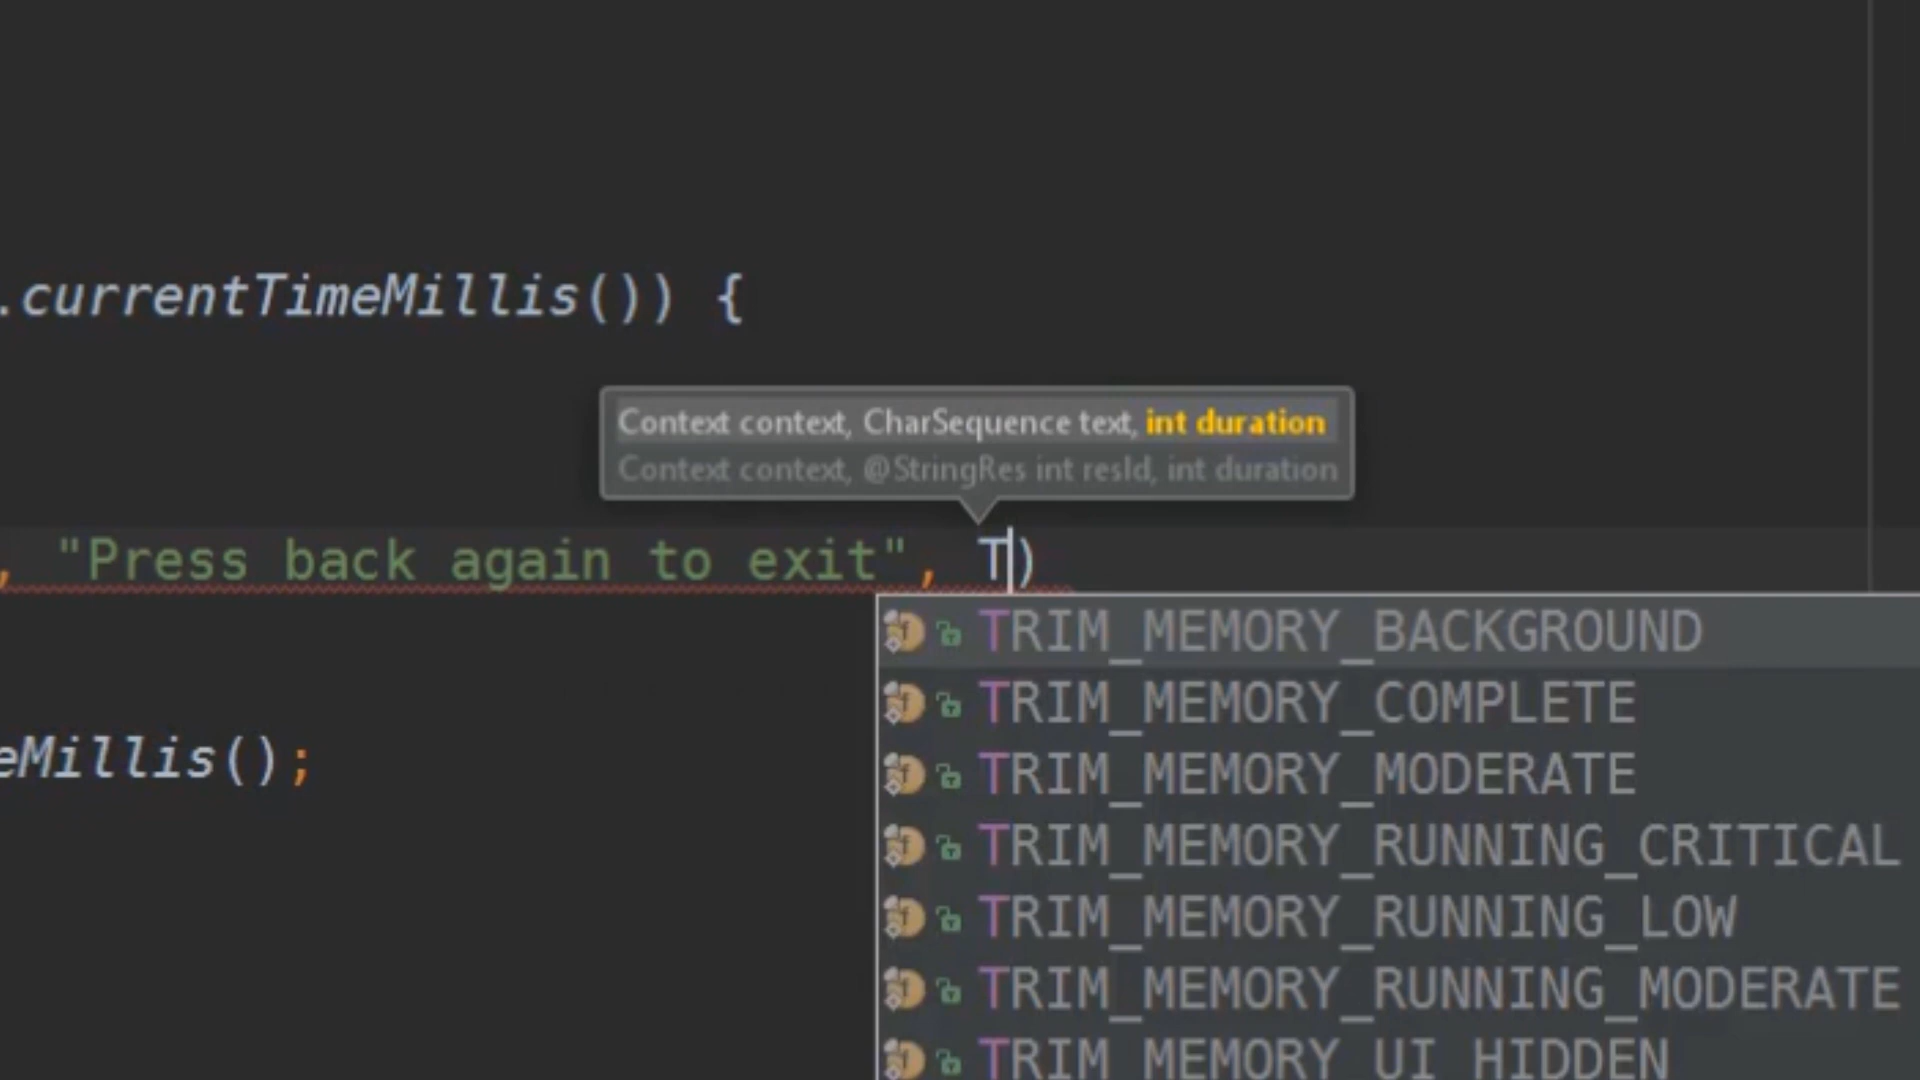 .currentTimeMillis()) {
Context context, CharSequence text, int duration
Context context, @StringRes int resId, int duration
, "Press back again to exit", T)
TRIM_MEMORY_BACKGROUND
TRIM_MEMORY_COMPLETE
eMillis();
TRIM_MEMORY_MODERATE
TRIM_MEMORY_RUNNING_CRITICAL
TRIM_MEMORY_RUNNING_LOW
TRIM_MEMORY_RUNNING_MODERATE
TRIM_MEMORY_UI_HIDDEN